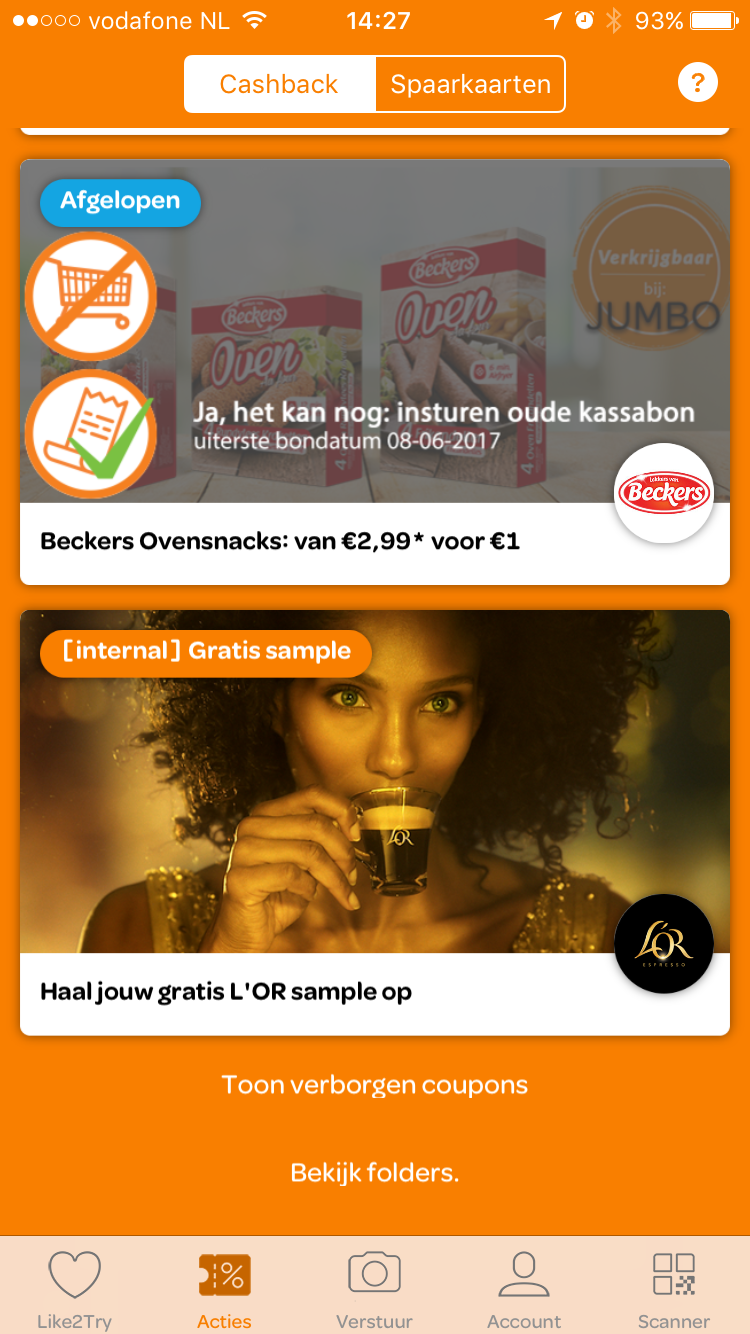 vodafone NL 14:27 93%
Cashback Spaarkaarten ?
Afgelopen
Verkrijgbaar
bij:
JUMBO
Beckers
Oven
Beckers
Oven
Ja, het kan nog: insturen oude kassabon
uiterste bondatum 08-06-2017
Lekkers van
Beckers
Beckers Ovensnacks: van €2,99* voor €1
[internal] Gratis sample
L'OR
L'OR
ESPRESSO
Haal jouw gratis L'OR sample op
Toon verborgen coupons
Bekijk folders.
Like2Try Acties Verstuur Account Scanner